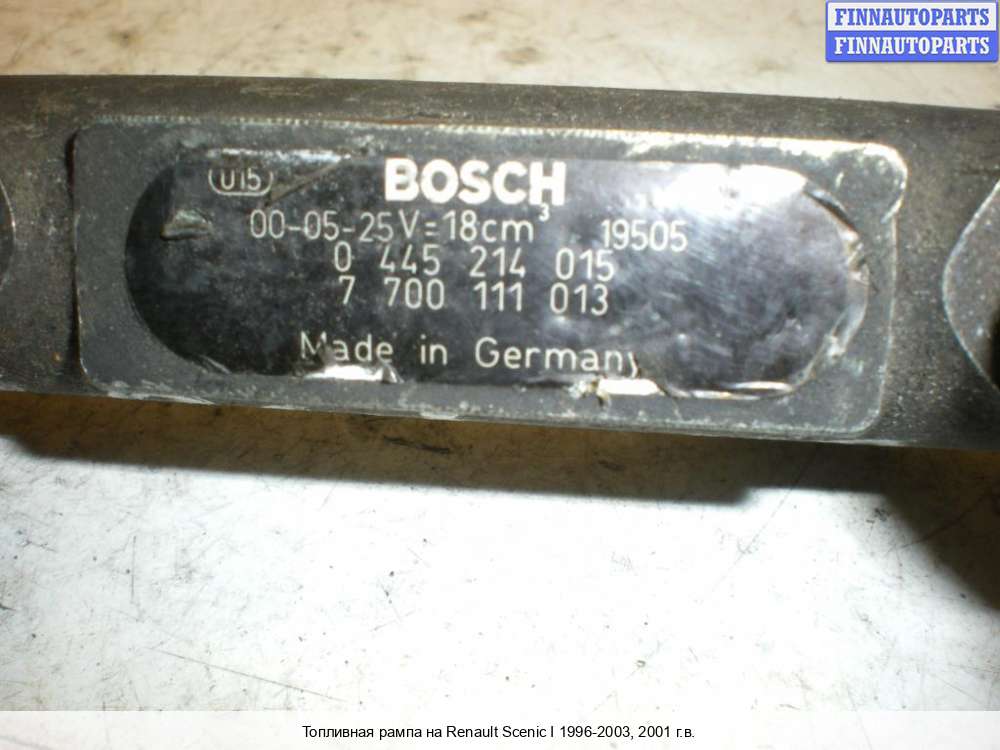 FINNAUTOPARTS
FINNAUTOPARTS
U15
BOSCH
00-05-25 V=18cm³ 19505
0 445 214 015
7 700 111 013
Made in Germany
Топливная рампа на Renault Scenic I 1996-2003, 2001 г.в.